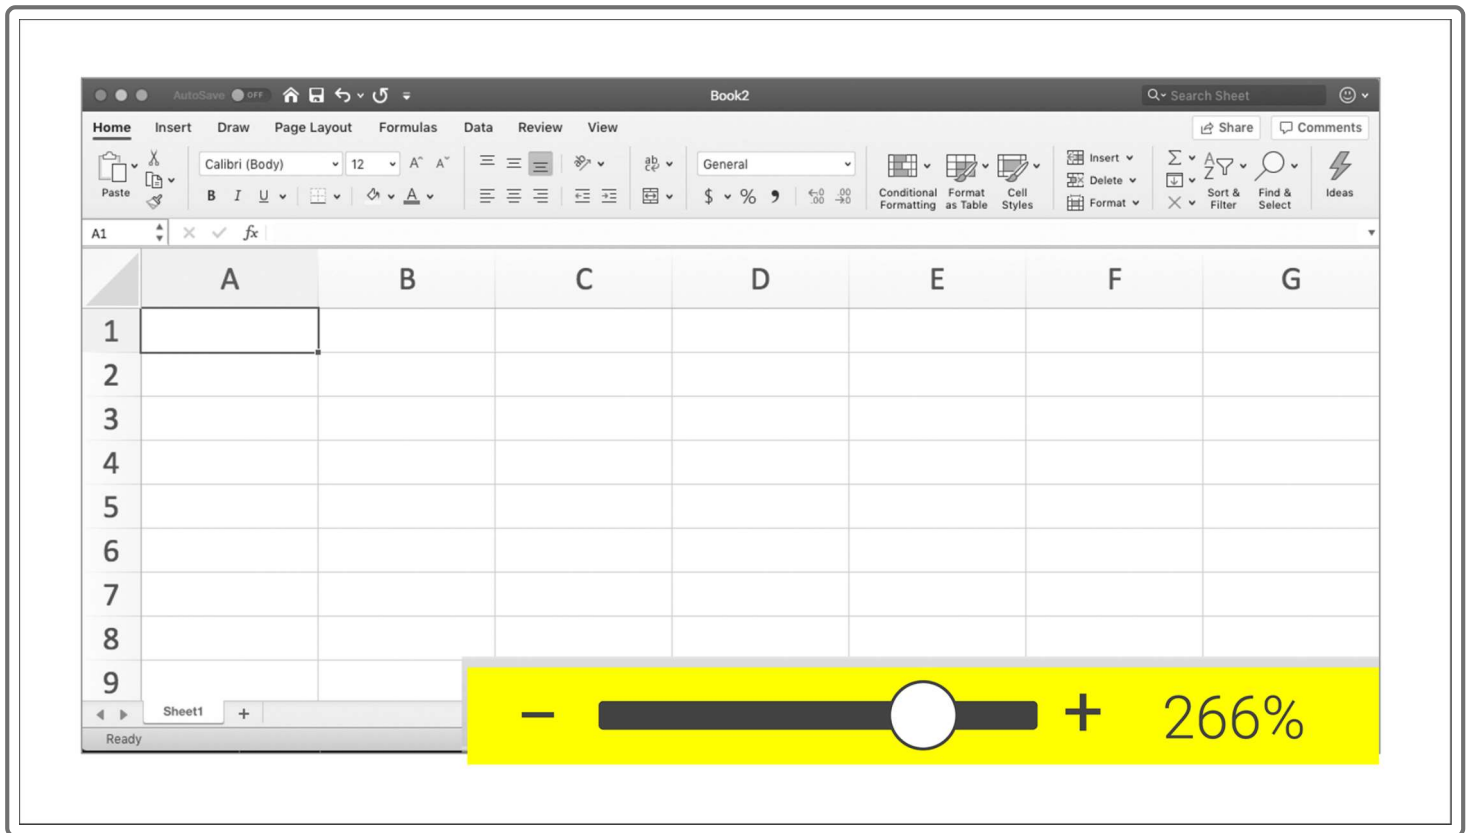 AutoSave OFF Book2 Search Sheet
Home Insert Draw Page Layout Formulas Data Review View Share Comments
Paste Calibri (Body) 12 A A ab General Conditional Formatting Format as Table Cell Styles Insert Delete Format Sort & Filter Find & Select Ideas
B I U A $ %
A1 fx
A B C D E F G
1
2
3
4
5
6
7
8
9
Sheet1 +
Ready
− + 266%